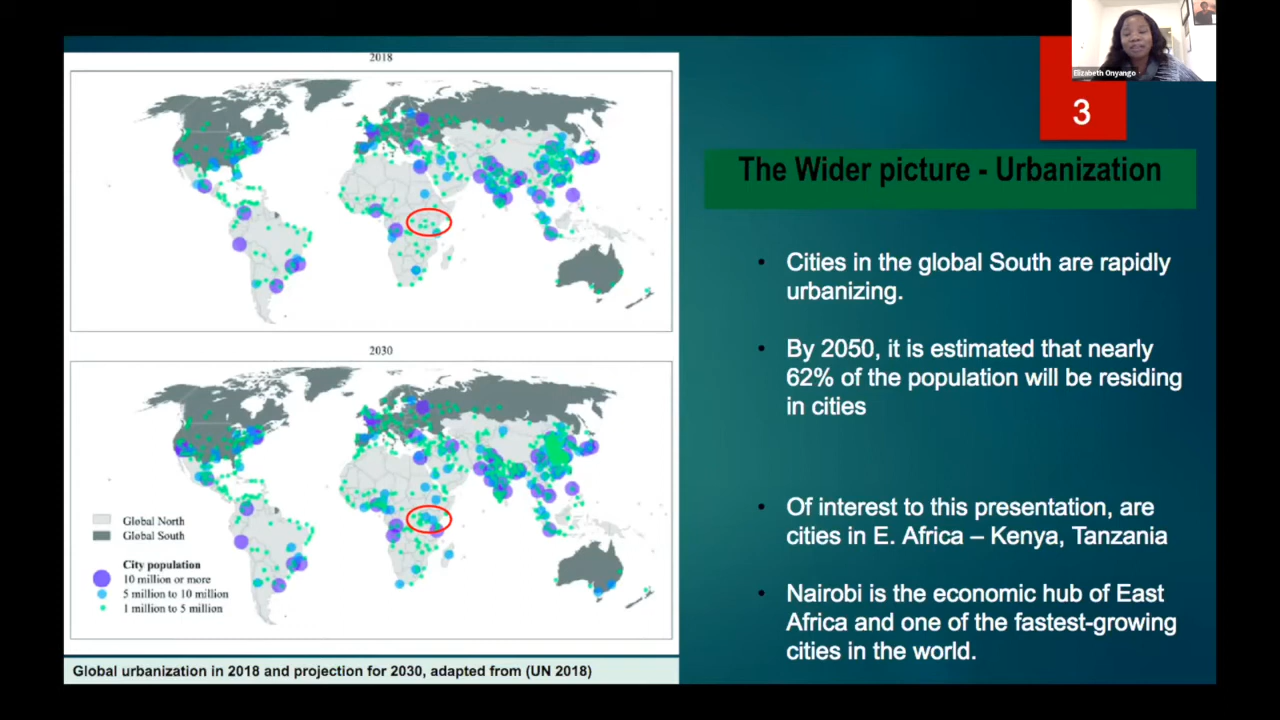 2018
2030
Global North
Global South
City population
10 million or more
5 million to 10 million
1 million to 5 million
Global urbanization in 2018 and projection for 2030, adapted from (UN 2018)
Elizabeth Onyango
3
The Wider picture - Urbanization
• Cities in the global South are rapidly
urbanizing.
• By 2050, it is estimated that nearly
62% of the population will be residing
in cities
• Of interest to this presentation, are
cities in E. Africa – Kenya, Tanzania
• Nairobi is the economic hub of East
Africa and one of the fastest-growing
cities in the world.